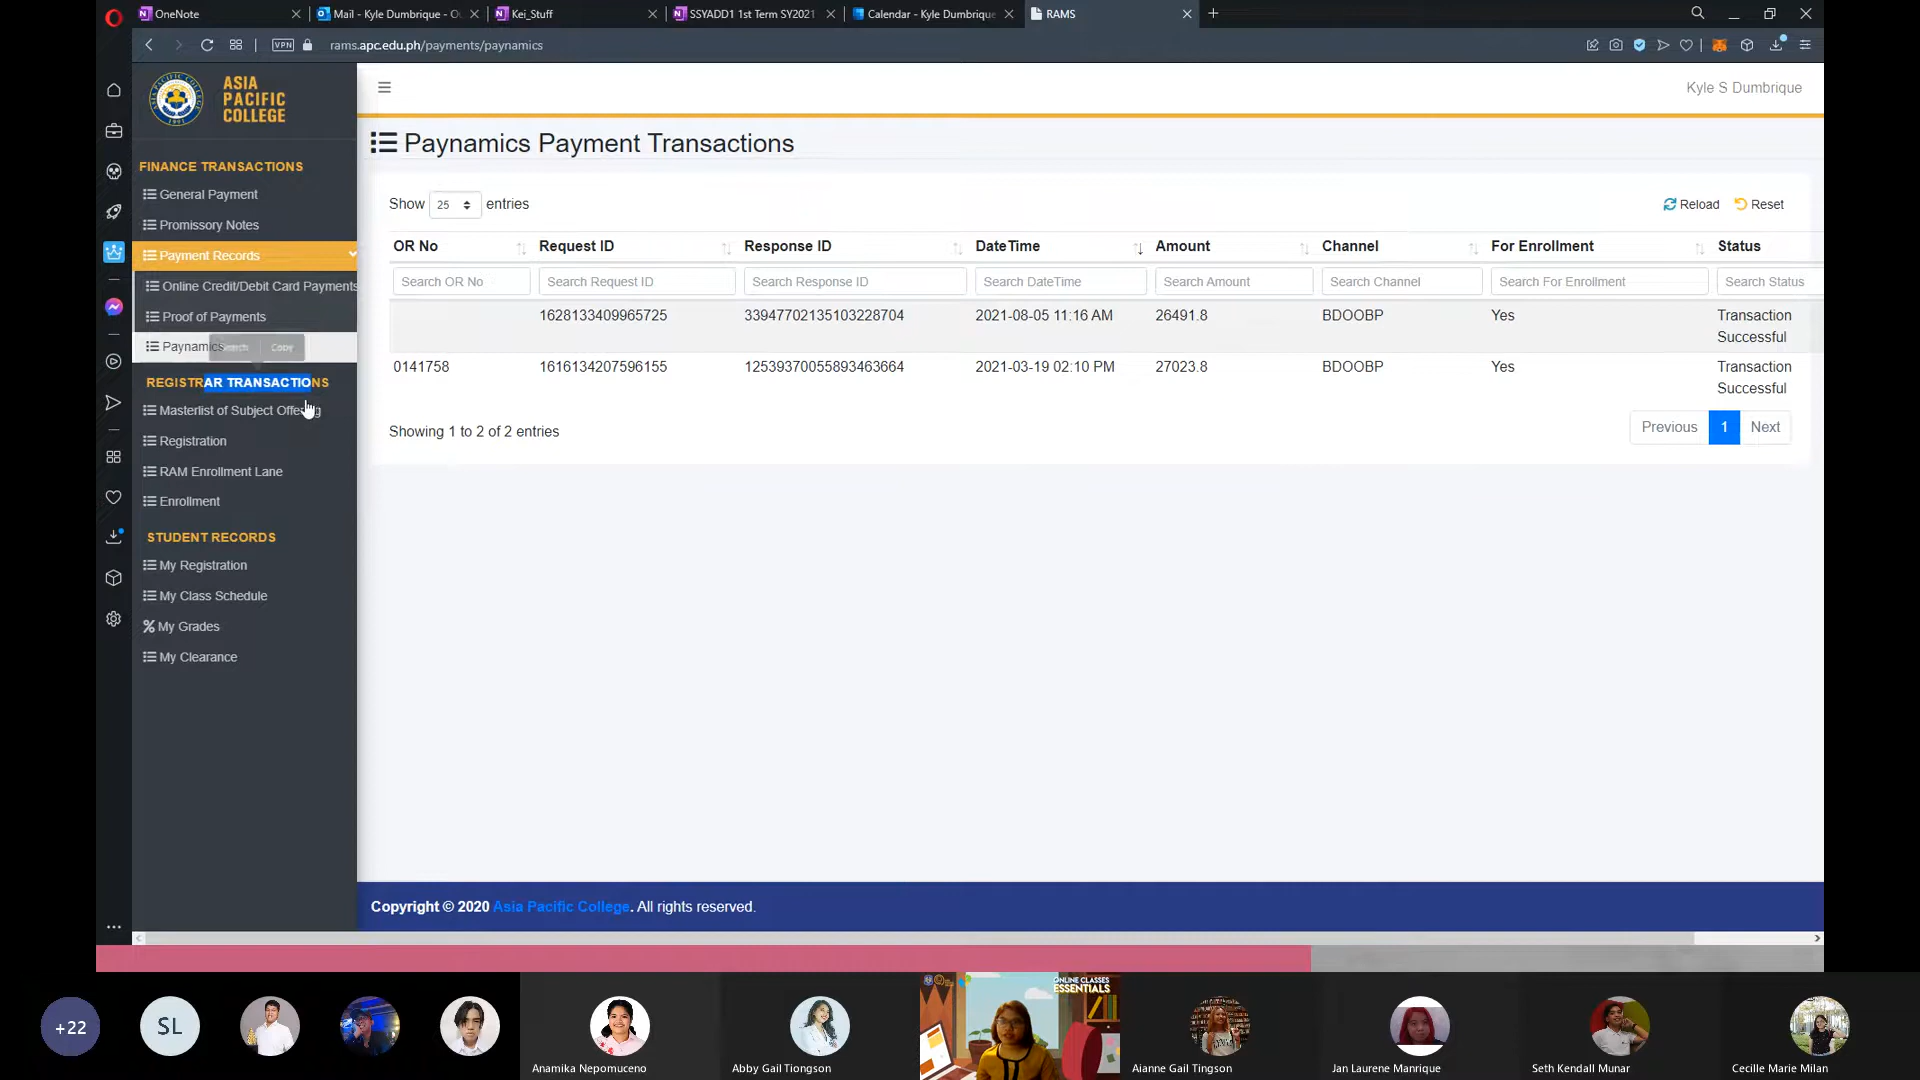 OneNote
Mail - Kyle Dumbrique - O
Kei_Stuff
SSYADD1 1st Term SY2021
Calendar - Kyle Dumbrique
RAMS
VPN
rams.apc.edu.ph/payments/paynamics
ASIA
PACIFIC
COLLEGE
Kyle S Dumbrique
FINANCE TRANSACTIONS
General Payment
Promissory Notes
Payment Records
Online Credit/Debit Card Payments
Proof of Payments
Paynamics
Search
Copy
REGISTRAR TRANSACTIONS
Masterlist of Subject Offering
Registration
RAM Enrollment Lane
Enrollment
STUDENT RECORDS
My Registration
My Class Schedule
My Grades
My Clearance
Paynamics Payment Transactions
Show 25 entries
Reload
Reset
OR No Request ID Response ID DateTime Amount Channel For Enrollment Status
Search OR No Search Request ID Search Response ID Search DateTime Search Amount Search Channel Search For Enrollment Search Status
1628133409965725 33947702135103228704 2021-08-05 11:16 AM 26491.8 BDOOBP Yes Transaction
Successful
0141758 1616134207596155 12539370055893463664 2021-03-19 02:10 PM 27023.8 BDOOBP Yes Transaction
Successful
Showing 1 to 2 of 2 entries
Previous 1 Next
Copyright © 2020 Asia Pacific College. All rights reserved.
ONLINE CLASSES
ESSENTIALS
+22
SL
Anamika Nepomuceno
Abby Gail Tiongson
Aianne Gail Tingson
Jan Laurene Manrique
Seth Kendall Munar
Cecille Marie Milan